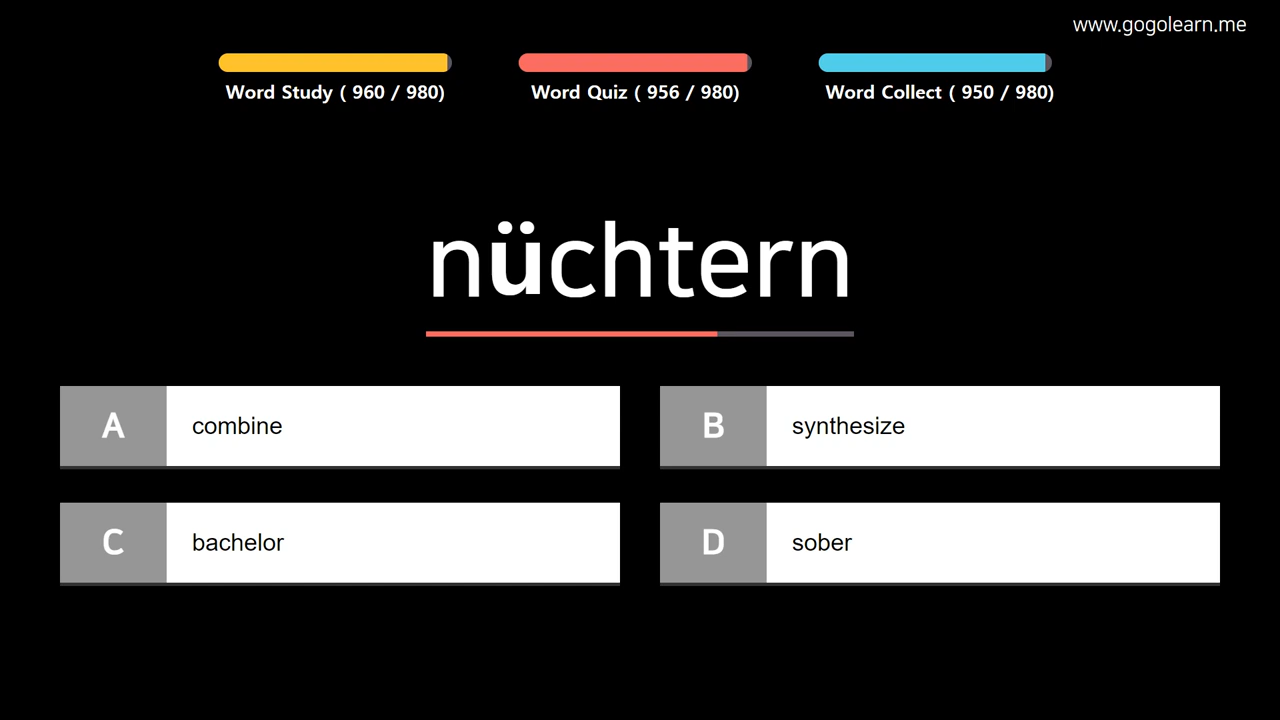 www.gogolearn.me
Word Study ( 960 / 980)
Word Quiz ( 956 / 980)
Word Collect ( 950 / 980)
nüchtern
A combine
B synthesize
C bachelor
D sober